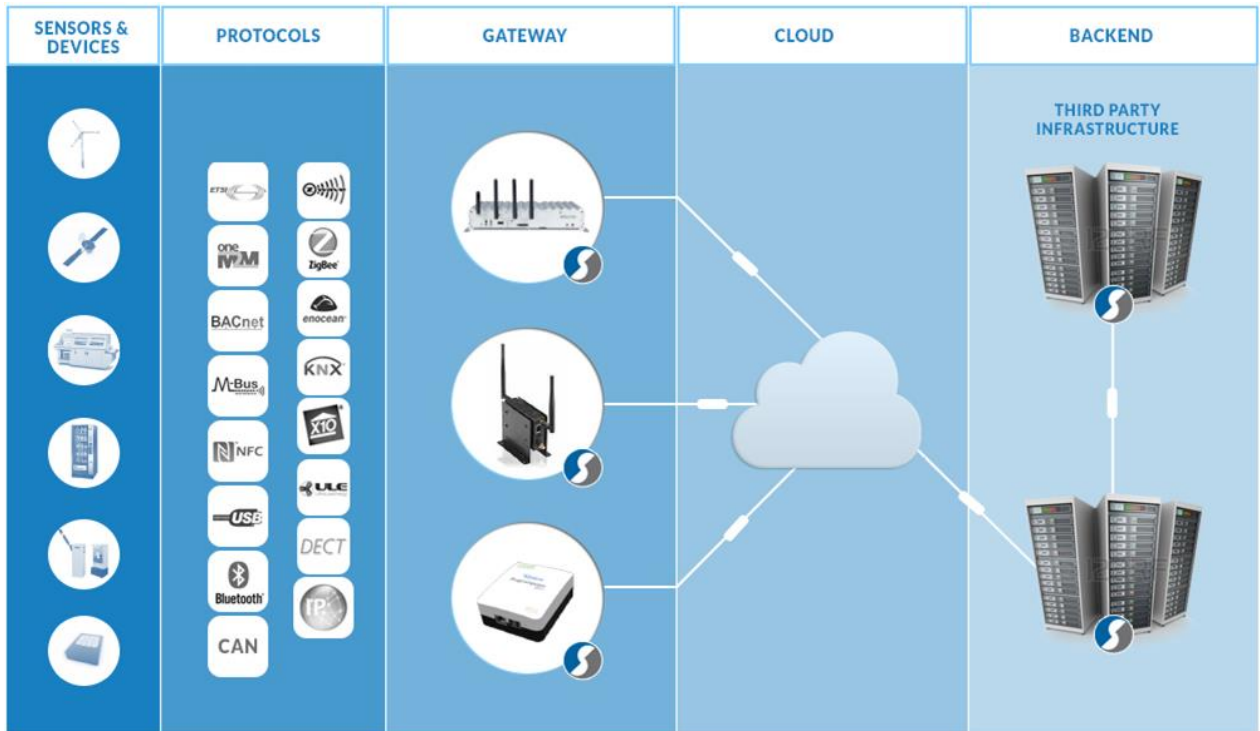 SENSORS &
DEVICES
PROTOCOLS
GATEWAY
CLOUD
BACKEND
THIRD PARTY
INFRASTRUCTURE
ETSI
one
M2M
ZigBee®
BACnet
enocean®
M-Bus
KNX®
X10®
NFC
ULE
USB
DECT
Bluetooth®
IP
CAN